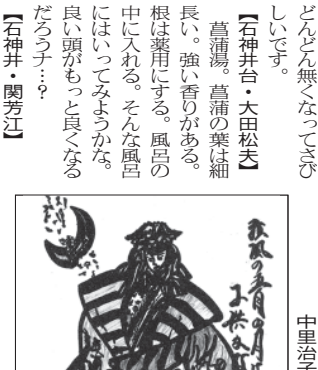 どんどん無くなってさび
しいです。
【石神井台・大田松夫】
菖蒲湯。菖蒲の葉は細
長い。強い香りがある。
根は薬用にする。風呂の
中に入れる。そんな風呂
にはいってみようかな。
良い頭がもっと良くなる
だろうナ…?
【石神井・関芳江】
中里治子